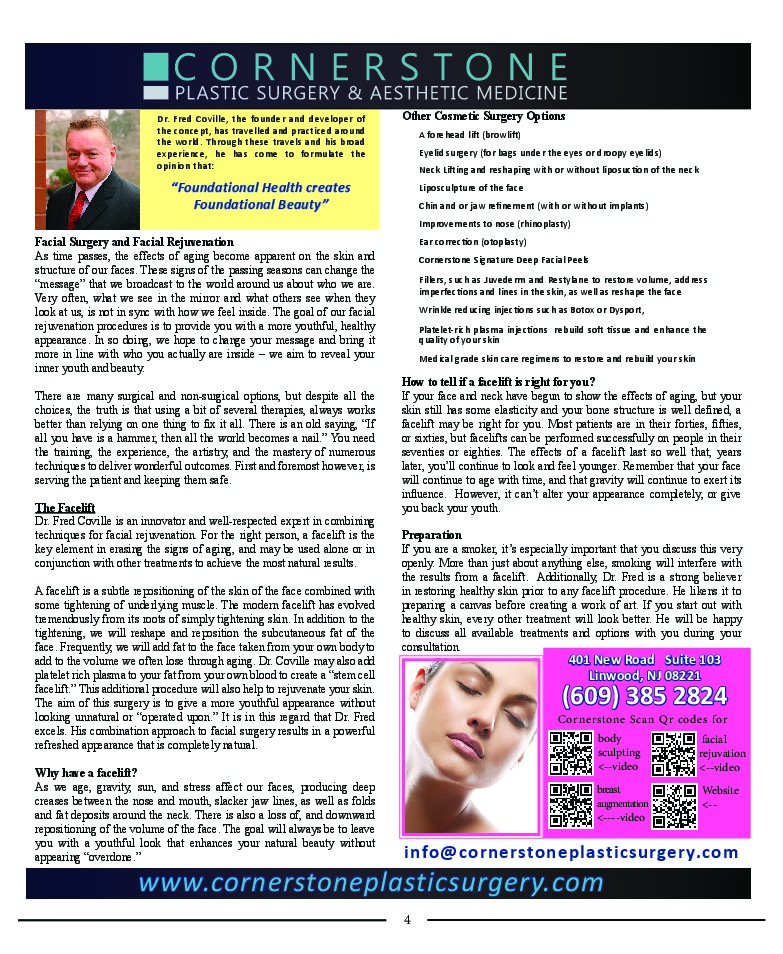 CORNERSTONE
PLASTIC SURGERY & AESTHETIC MEDICINE
Dr. Fred Coville, the founder and developer of
the concept, has travelled and practiced around
the world. Through these travels and his broad
experience, he has come to formulate the
opinion that:
“Foundational Health creates
Foundational Beauty”
Facial Surgery and Facial Rejuvenation
As time passes, the effects of aging become apparent on the skin and
structure of our faces. These signs of the passing seasons can change the
“message” that we broadcast to the world around us about who we are.
Very often, what we see in the mirror and what others see when they
look at us, is not in sync with how we feel inside. The goal of our facial
rejuvenation procedures is to provide you with a more youthful, healthy
appearance. In so doing, we hope to change your message and bring it
more in line with who you actually are inside – we aim to reveal your
inner youth and beauty.
There are many surgical and non-surgical options, but despite all the
choices, the truth is that using a bit of several therapies, always works
better than relying on one thing to fix it all. There is an old saying, “If
all you have is a hammer, then all the world becomes a nail.” You need
the training, the experience, the artistry, and the mastery of numerous
techniques to deliver wonderful outcomes. First and foremost however, is
serving the patient and keeping them safe.
The Facelift
Dr. Fred Coville is an innovator and well-respected expert in combining
techniques for facial rejuvenation. For the right person, a facelift is the
key element in erasing the signs of aging, and may be used alone or in
conjunction with other treatments to achieve the most natural results.
A facelift is a subtle repositioning of the skin of the face combined with
some tightening of underlying muscle. The modern facelift has evolved
tremendously from its roots of simply tightening skin. In addition to the
tightening, we will reshape and reposition the subcutaneous fat of the
face. Frequently, we will add fat to the face taken from your own body to
add to the volume we often lose through aging. Dr. Coville may also add
platelet rich plasma to your fat from your own blood to create a “stem cell
facelift.” This additional procedure will also help to rejuvenate your skin.
The aim of this surgery is to give a more youthful appearance without
looking unnatural or “operated upon.” It is in this regard that Dr. Fred
excels. His combination approach to facial surgery results in a powerful
refreshed appearance that is completely natural.
Why have a facelift?
As we age, gravity, sun, and stress affect our faces, producing deep
creases between the nose and mouth, slacker jaw lines, as well as folds
and fat deposits around the neck. There is also a loss of, and downward
repositioning of the volume of the face. The goal will always be to leave
you with a youthful look that enhances your natural beauty without
appearing “overdone.”
Other Cosmetic Surgery Options
A forehead lift (browlift)
Eyelid surgery (for bags under the eyes or droopy eyelids)
Neck Lifting and reshaping with or without liposuction of the neck
Liposculpture of the face
Chin and or jaw refinement (with or without implants)
Improvements to nose (rhinoplasty)
Ear correction (otoplasty)
Cornerstone Signature Deep Facial Peels
Fillers, such as Juvederm and Restylane to restore volume, address
imperfections and lines in the skin, as well as reshape the face
Wrinkle reducing injections such as Botox or Dysport,
Platelet-rich plasma injections rebuild soft tissue and enhance the
quality of your skin
Medical grade skin care regimens to restore and rebuild your skin
How to tell if a facelift is right for you?
If your face and neck have begun to show the effects of aging, but your
skin still has some elasticity and your bone structure is well defined, a
facelift may be right for you. Most patients are in their forties, fifties,
or sixties, but facelifts can be performed successfully on people in their
seventies or eighties. The effects of a facelift last so well that, years
later, you’ll continue to look and feel younger. Remember that your face
will continue to age with time, and that gravity will continue to exert its
influence. However, it can’t alter your appearance completely, or give
you back your youth.
Preparation
If you are a smoker, it’s especially important that you discuss this very
openly. More than just about anything else, smoking will interfere with
the results from a facelift. Additionally, Dr. Fred is a strong believer
in restoring healthy skin prior to any facelift procedure. He likens it to
preparing a canvas before creating a work of art. If you start out with
healthy skin, every other treatment will look better. He will be happy
to discuss all available treatments and options with you during your
consultation.
401 New Road Suite 103
Linwood, NJ 08221
(609) 385 2824
Cornerstone Scan Qr codes for
body
sculpting
<--video
facial
rejuvation
<--video
breast
augmentation
<----video
Website
<--
info@cornerstoneplasticsurgery.com
www.cornerstoneplasticsurgery.com
4